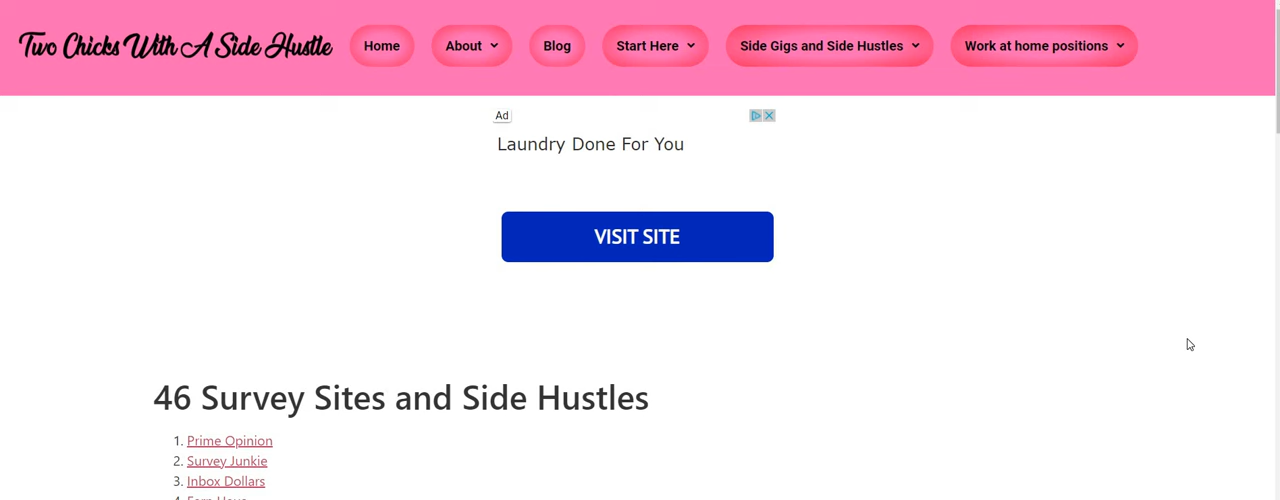 Two Chicks With A Side Hustle Home About Blog Start Here Side Gigs and Side Hustles Work at home positions
Ad
Laundry Done For You
VISIT SITE
46 Survey Sites and Side Hustles
1. Prime Opinion
2. Survey Junkie
3. Inbox Dollars